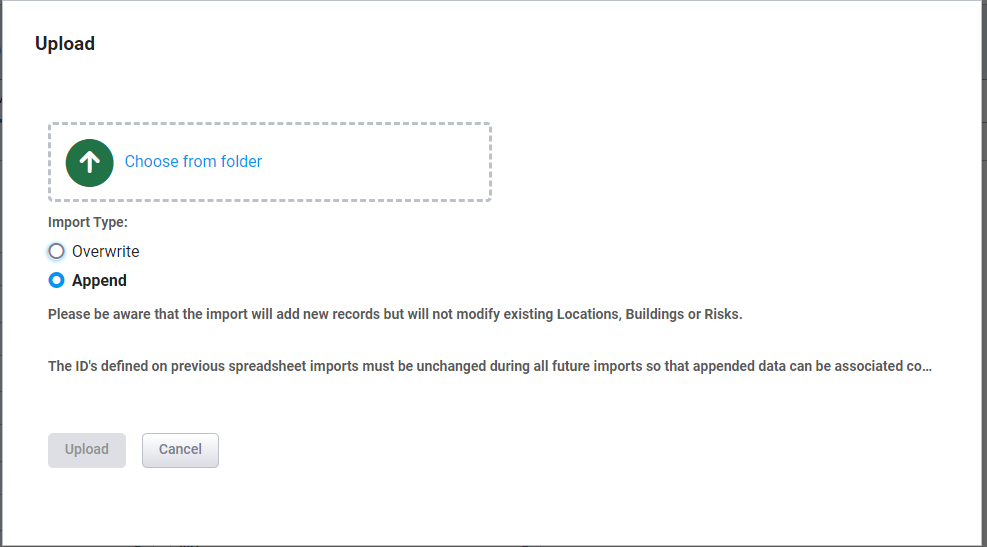 Upload
Choose from folder
Import Type:
Overwrite
Append
Please be aware that the import will add new records but will not modify existing Locations, Buildings or Risks.
The ID's defined on previous spreadsheet imports must be unchanged during all future imports so that appended data can be associated co…
Upload
Cancel